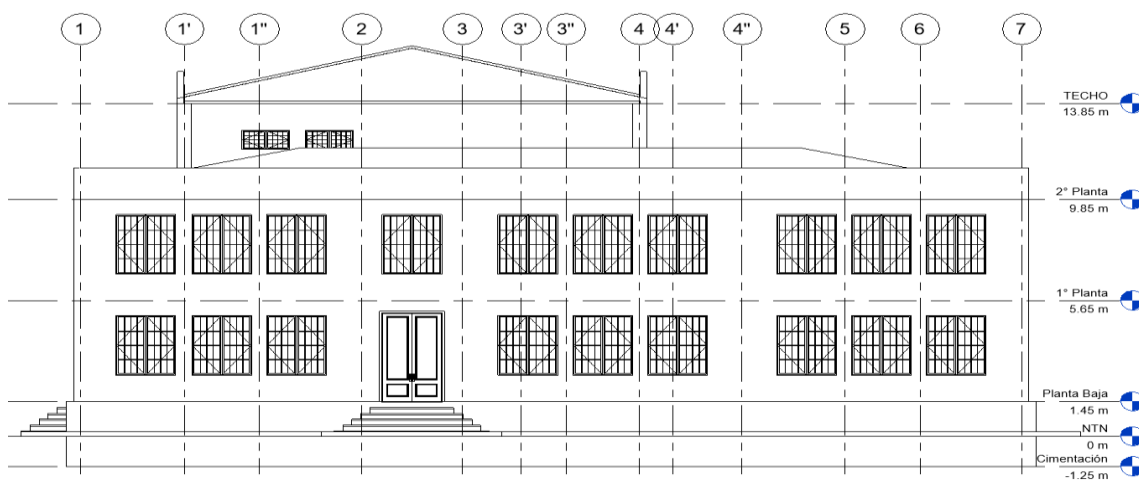 1 1' 1" 2 3 3' 3" 4 4' 4" 5 6 7
TECHO
13.85 m
2° Planta
9.85 m
1° Planta
5.65 m
Planta Baja
1.45 m
NTN
0 m
Cimentación
-1.25 m